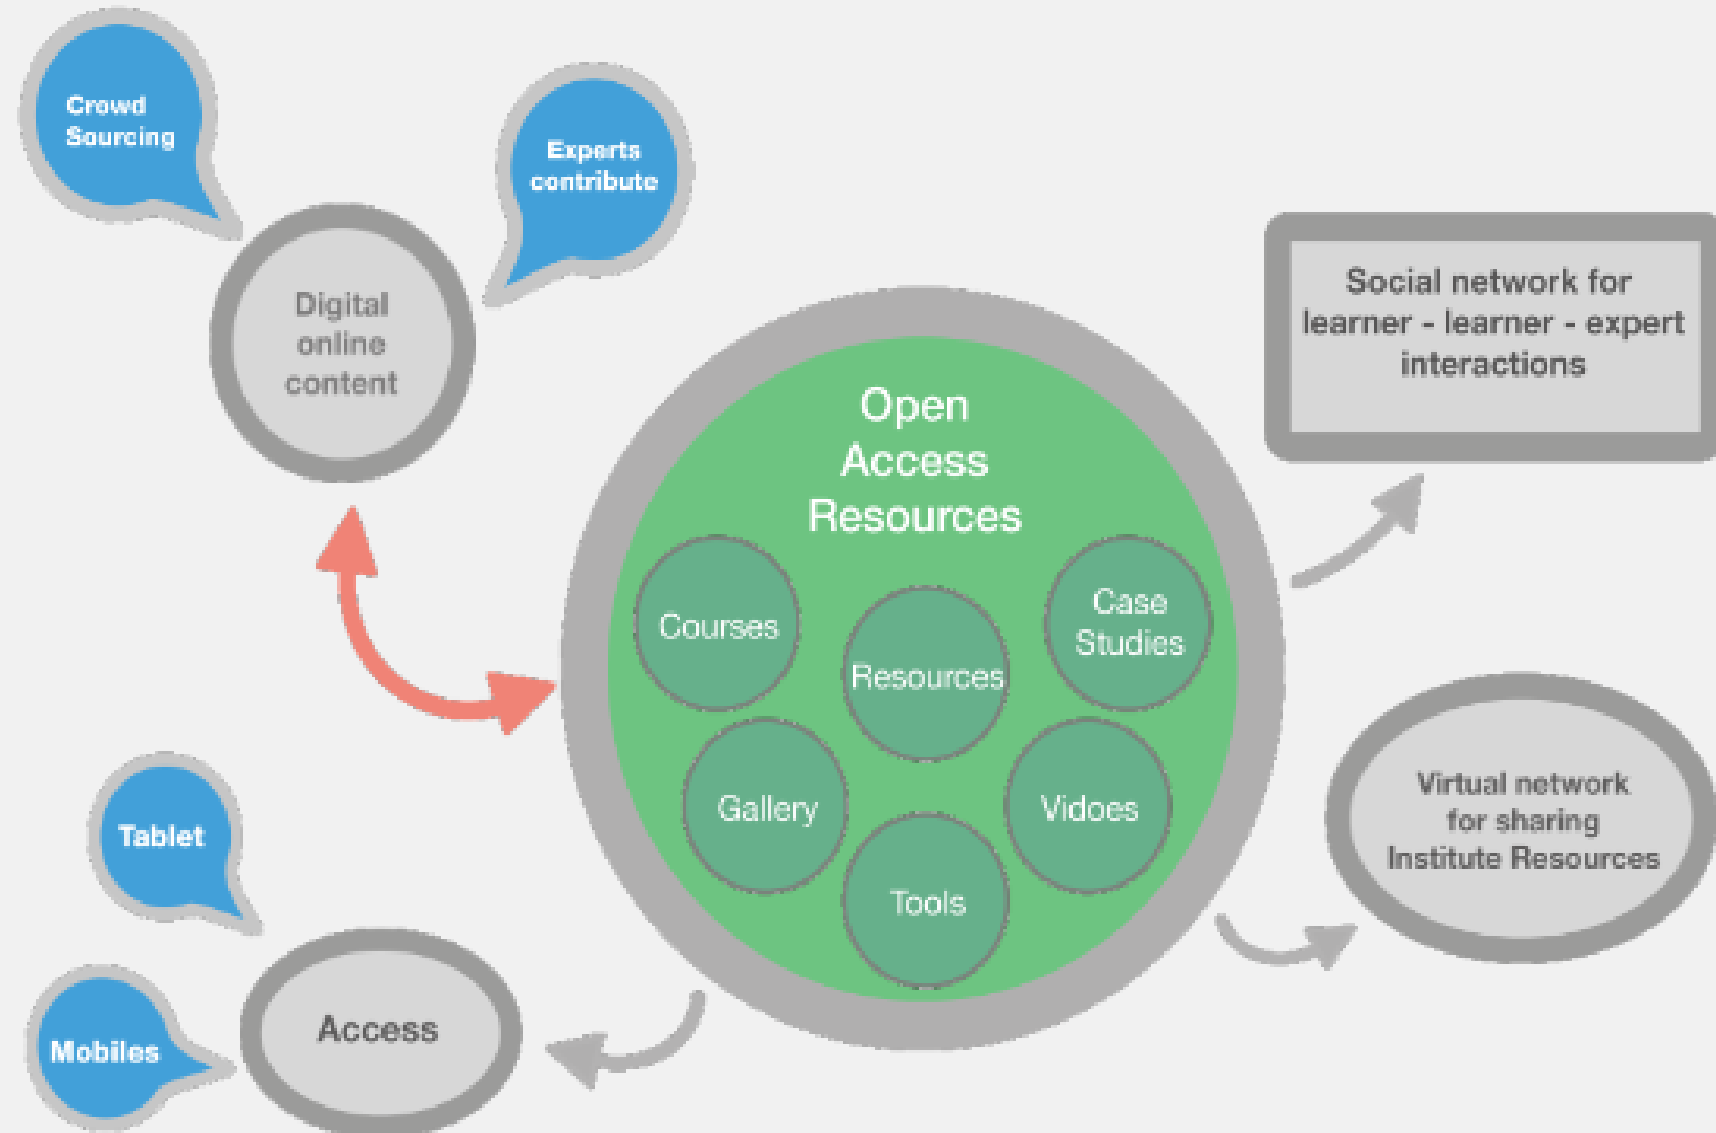 Crowd
Sourcing
Experts
contribute
Digital
online
content
Social network for
learner - learner - expert
interactions
Open
Access
Resources
Courses
Resources
Case
Studies
Gallery
Vidoes
Tools
Virtual network
for sharing
Institute Resources
Tablet
Mobiles
Access